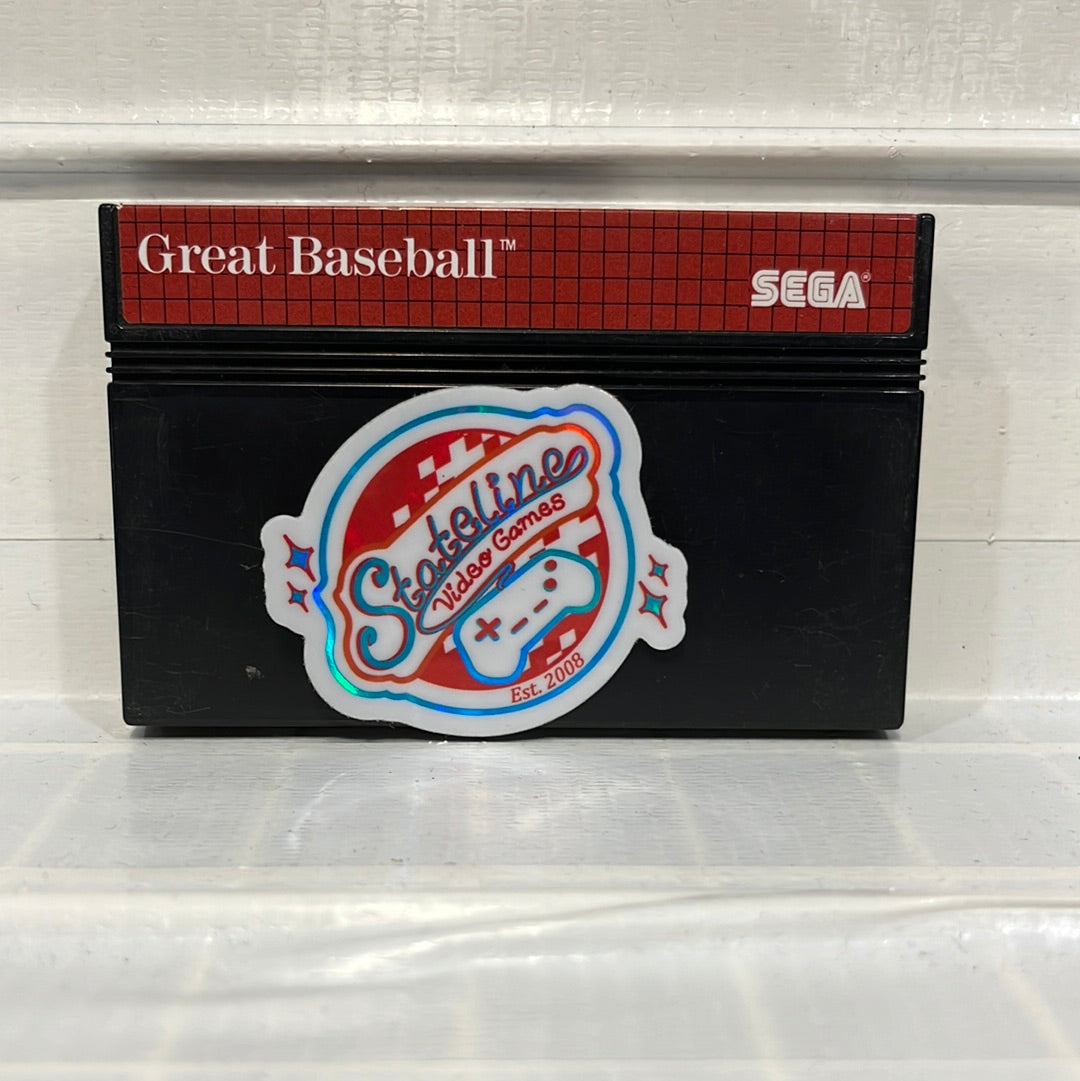 Great Baseball™
SEGA®
Stateline
Video Games
Est. 2008